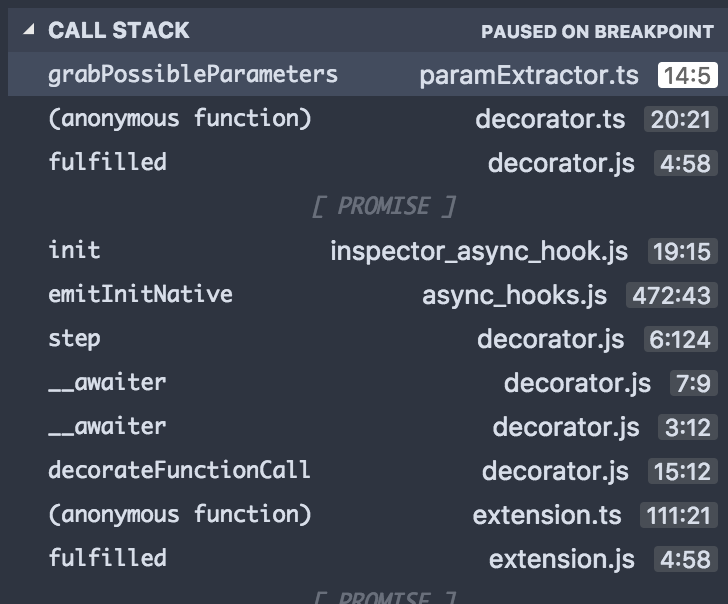 CALL STACK PAUSED ON BREAKPOINT
grabPossibleParameters paramExtractor.ts 14:5
(anonymous function) decorator.ts 20:21
fulfilled decorator.js 4:58
[ PROMISE ]
init inspector_async_hook.js 19:15
emitInitNative async_hooks.js 472:43
step decorator.js 6:124
__awaiter decorator.js 7:9
__awaiter decorator.js 3:12
decorateFunctionCall decorator.js 15:12
(anonymous function) extension.ts 111:21
fulfilled extension.js 4:58
[ PROMISE ]